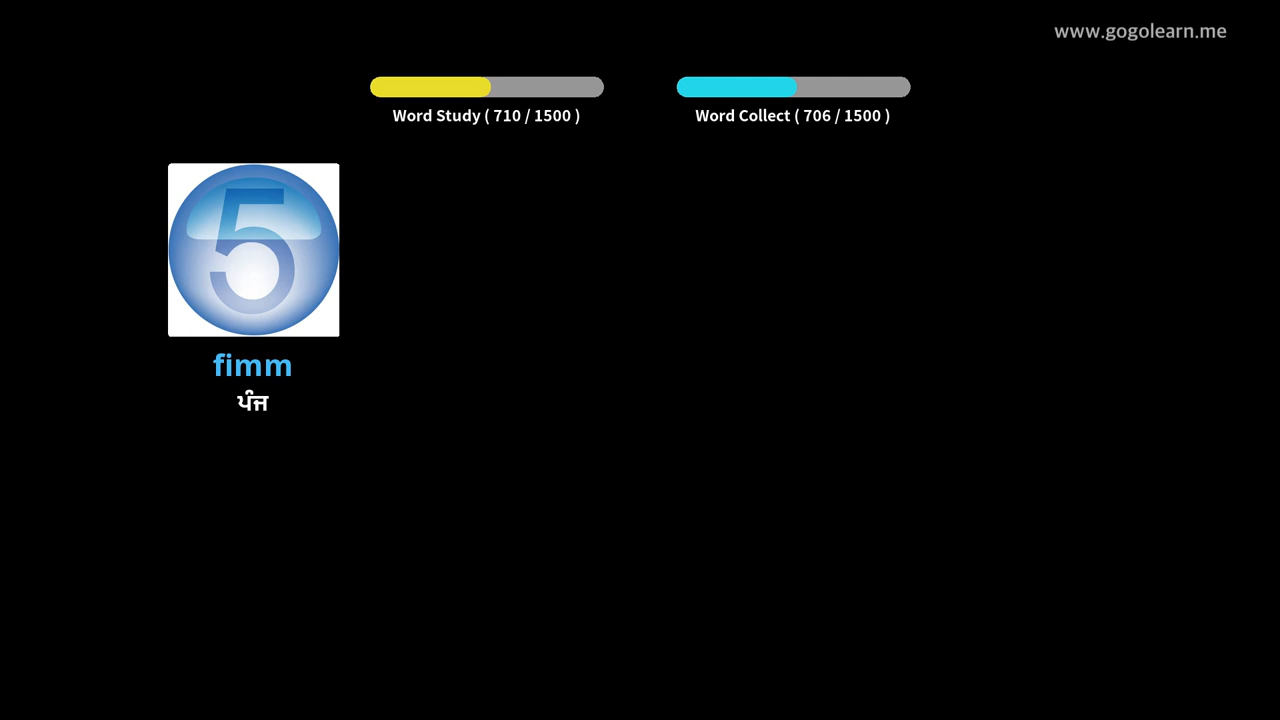 www.gogolearn.me
Word Study ( 710 / 1500 )
Word Collect ( 706 / 1500 )
5
fimm
ਪੰਜ